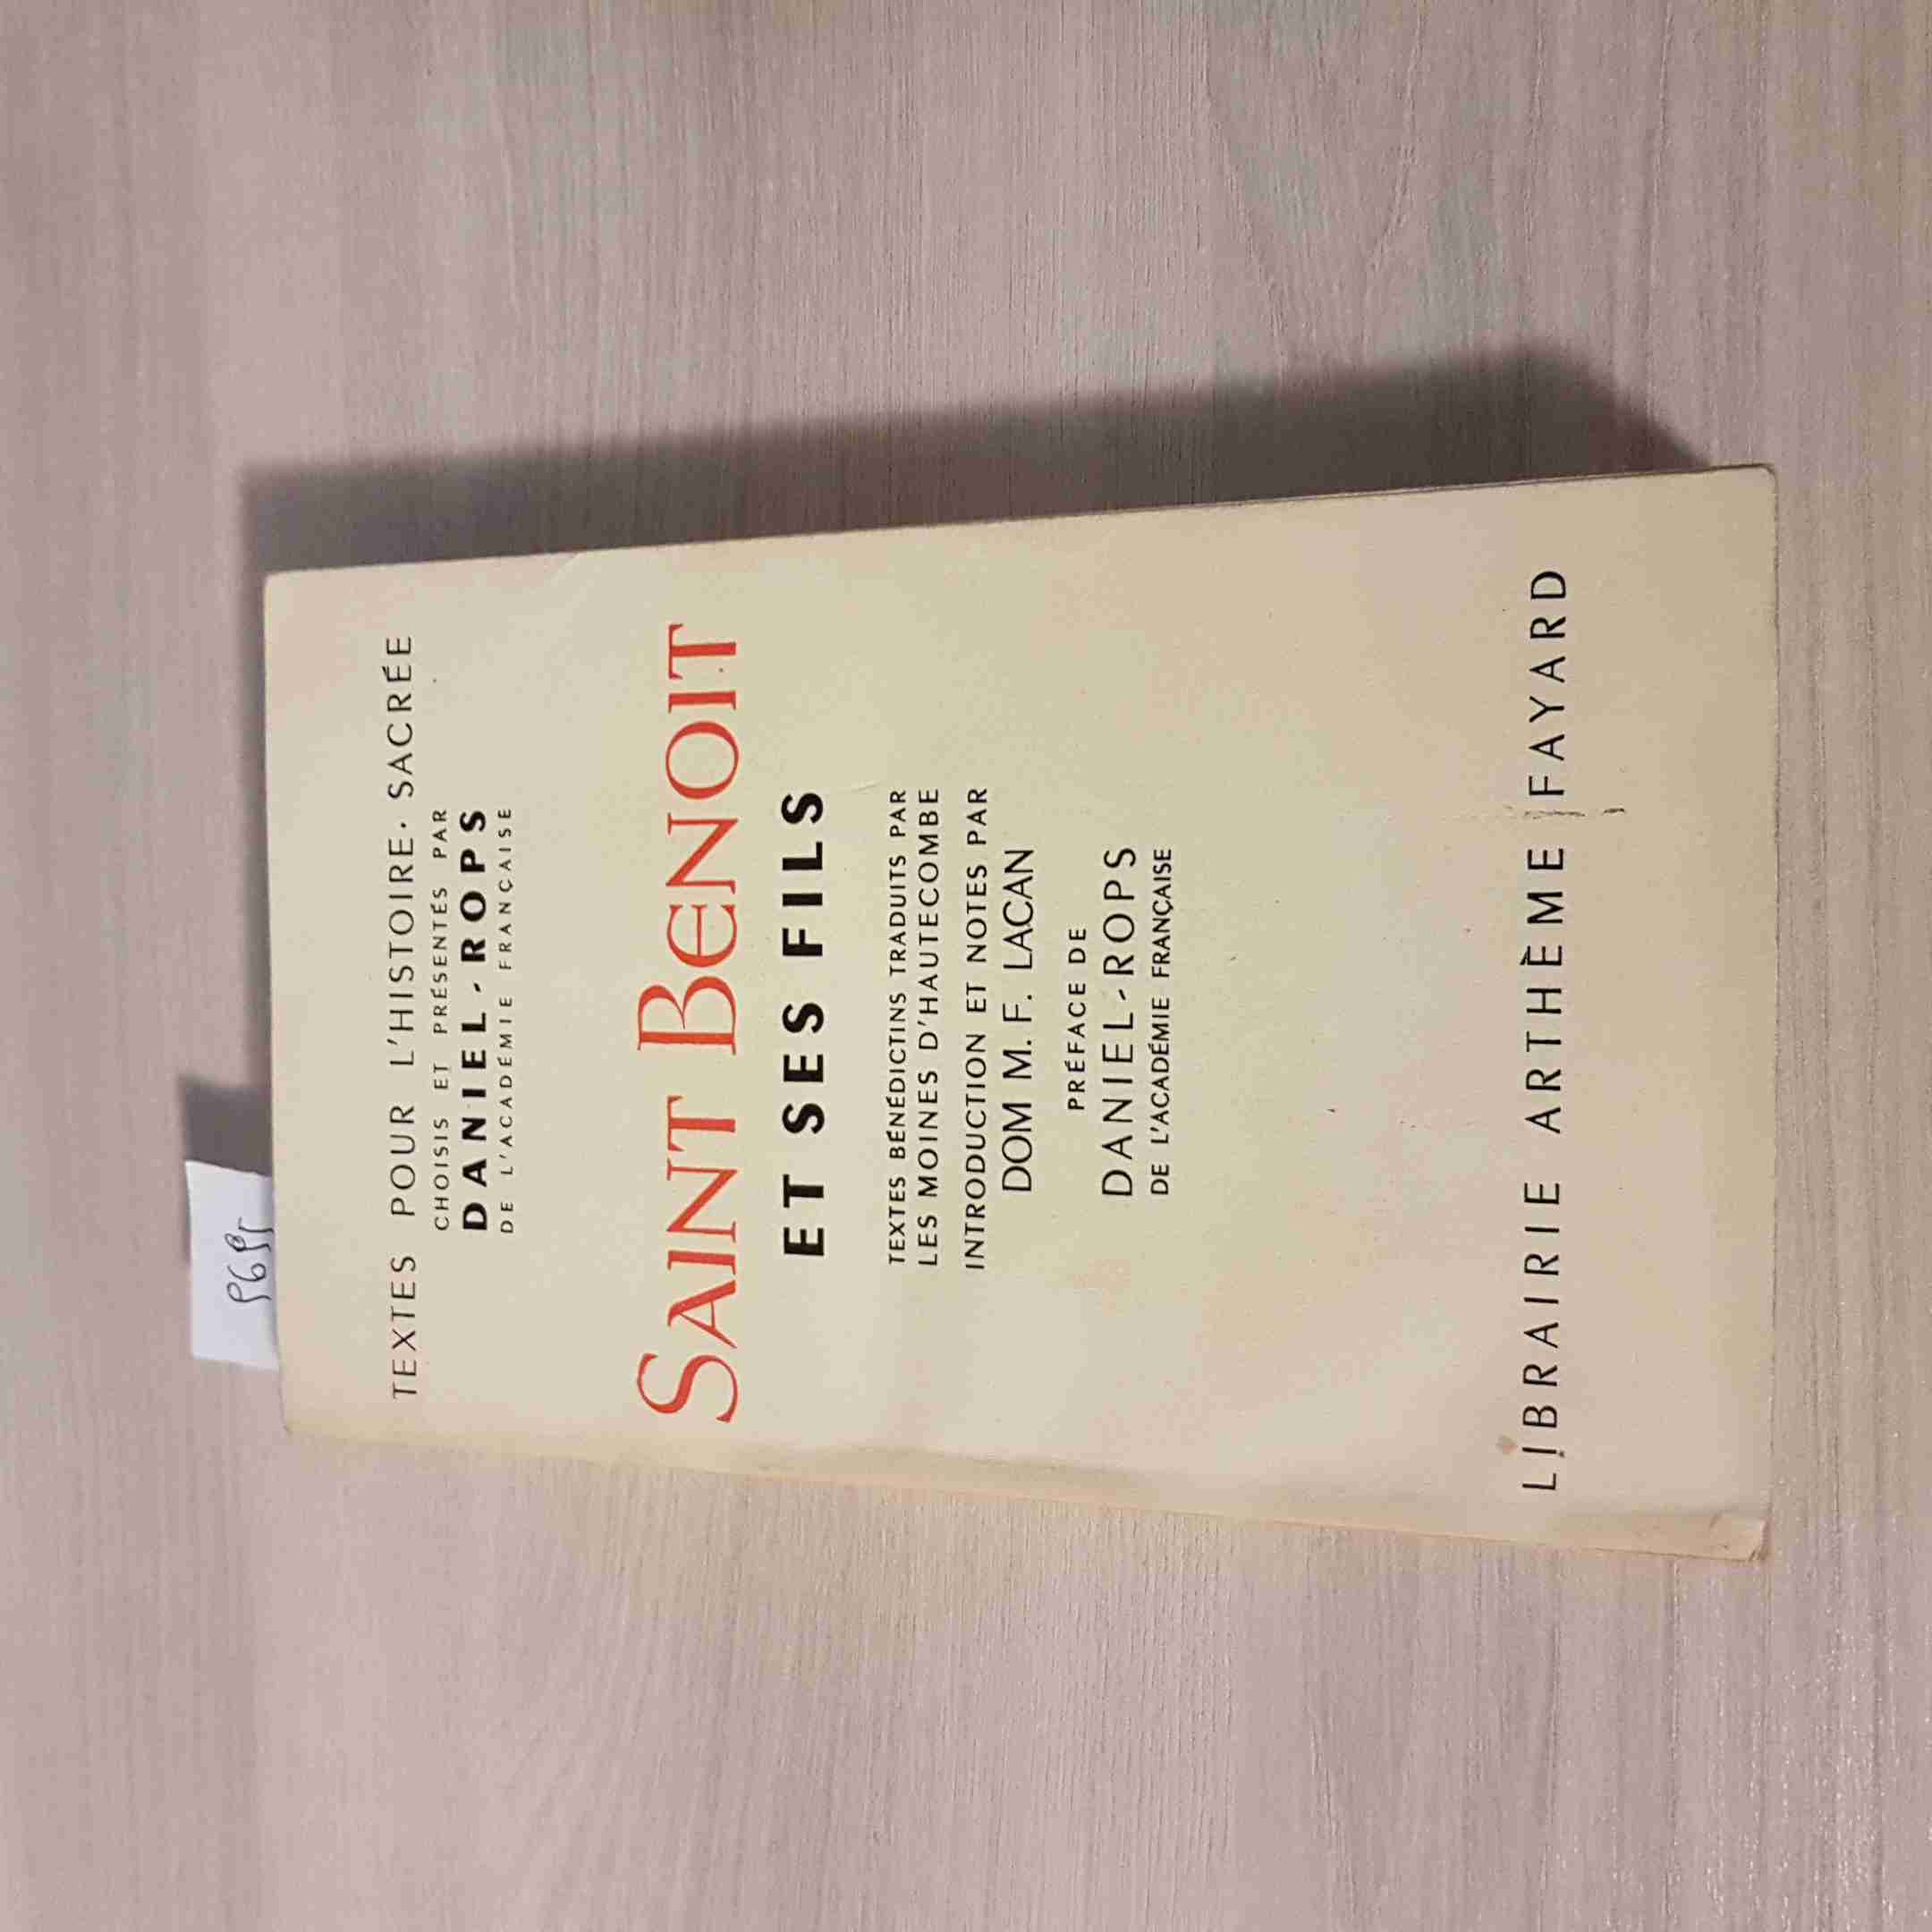 TEXTES POUR L'HISTOIRE SACRÉE
CHOISIS ET PRÉSENTÉS PAR
DANIEL-ROPS
DE L'ACADÉMIE FRANÇAISE
SAINT BENOIT
ET SES FILS
TEXTES BÉNÉDICTINS TRADUITS PAR
LES MOINES D'HAUTECOMBE
INTRODUCTION ET NOTES PAR
DOM M. F. LACAN
PRÉFACE DE
DANIEL-ROPS
DE L'ACADÉMIE FRANÇAISE
LIBRAIRIE ARTHÈME FAYARD